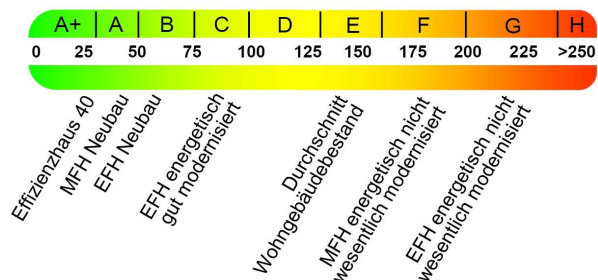 A+ A B C D E F G H
0 25 50 75 100 125 150 175 200 225 >250
Effizienzhaus 40
MFH Neubau
EFH Neubau
EFH energetisch
gut modernisiert
Durchschnitt
Wohngebäudebestand
MFH energetisch nicht
wesentlich modernisiert
EFH energetisch nicht
wesentlich modernisiert